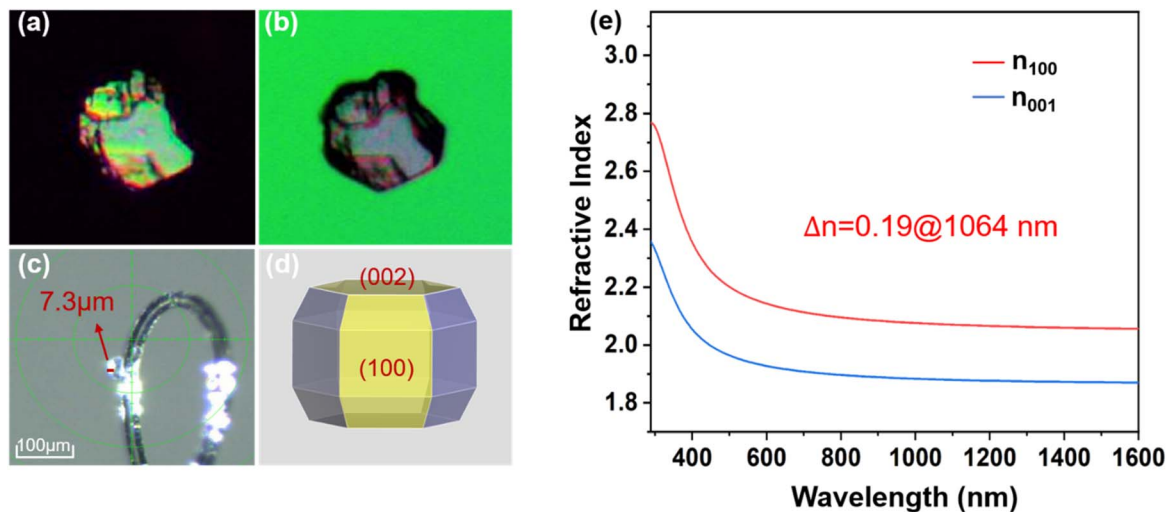 (a)
(b)
(c)
7.3μm
100μm
(d)
(002)
(100)
(e)
n₁₀₀
n₀₀₁
Δn=0.19@1064 nm
Refractive Index
3.0
2.8
2.6
2.4
2.2
2.0
1.8
400 600 800 1000 1200 1400 1600
Wavelength (nm)